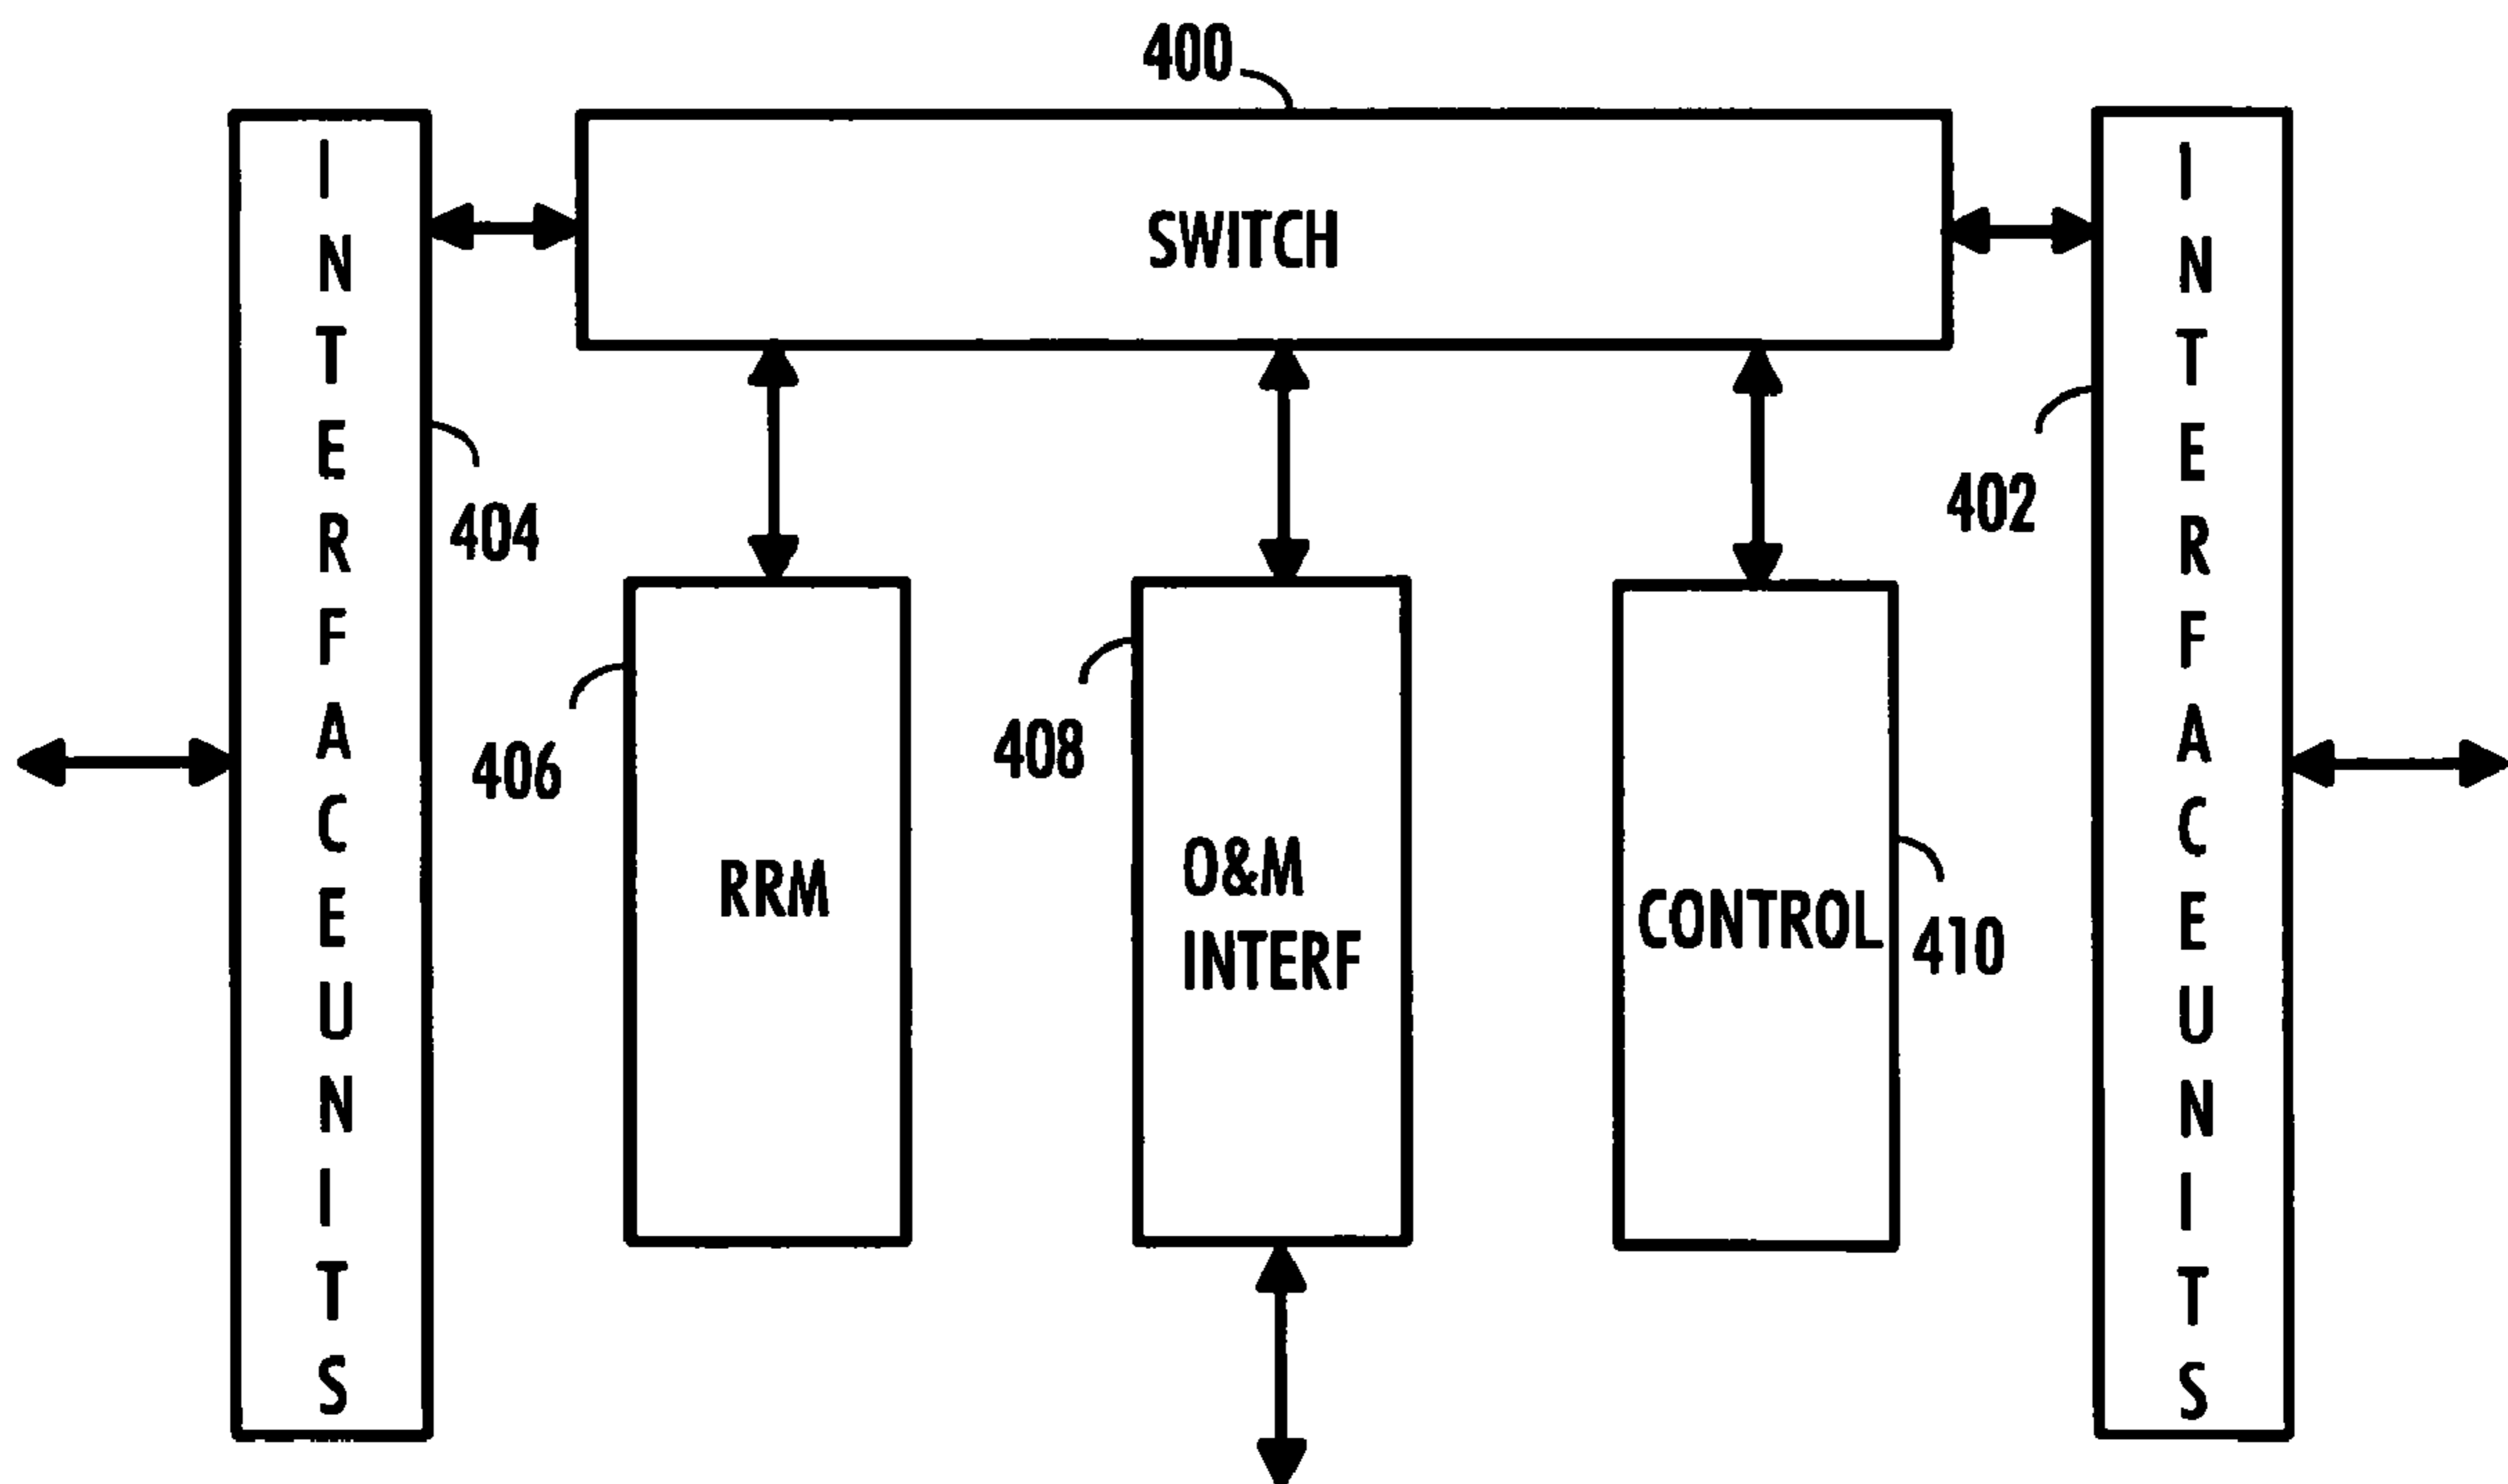 400
INTERFACEUNITS
SWITCH
INTERFACEUNITS
404
402
406
408
RRM
O&M
INTERF
CONTROL
410